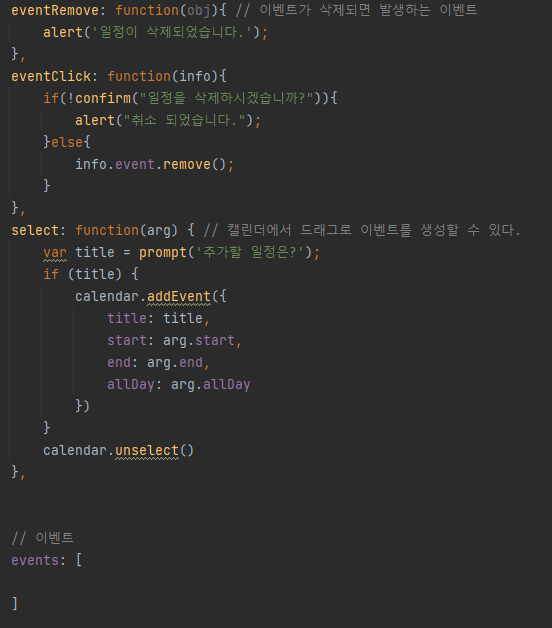 eventRemove: function(obj){ // 이벤트가 삭제되면 발생하는 이벤트
    alert('일정이 삭제되었습니다.');
},
eventClick: function(info){
    if(!confirm("일정을 삭제하시겠습니까?")){
        alert("취소 되었습니다.");
    }else{
        info.event.remove();
    }
},
select: function(arg) { // 캘린더에서 드래그로 이벤트를 생성할 수 있다.
    var title = prompt('추가할 일정은?');
    if (title) {
        calendar.addEvent({
            title: title,
            start: arg.start,
            end: arg.end,
            allDay: arg.allDay
        })
    }
    calendar.unselect()
},
// 이벤트
events: [
]